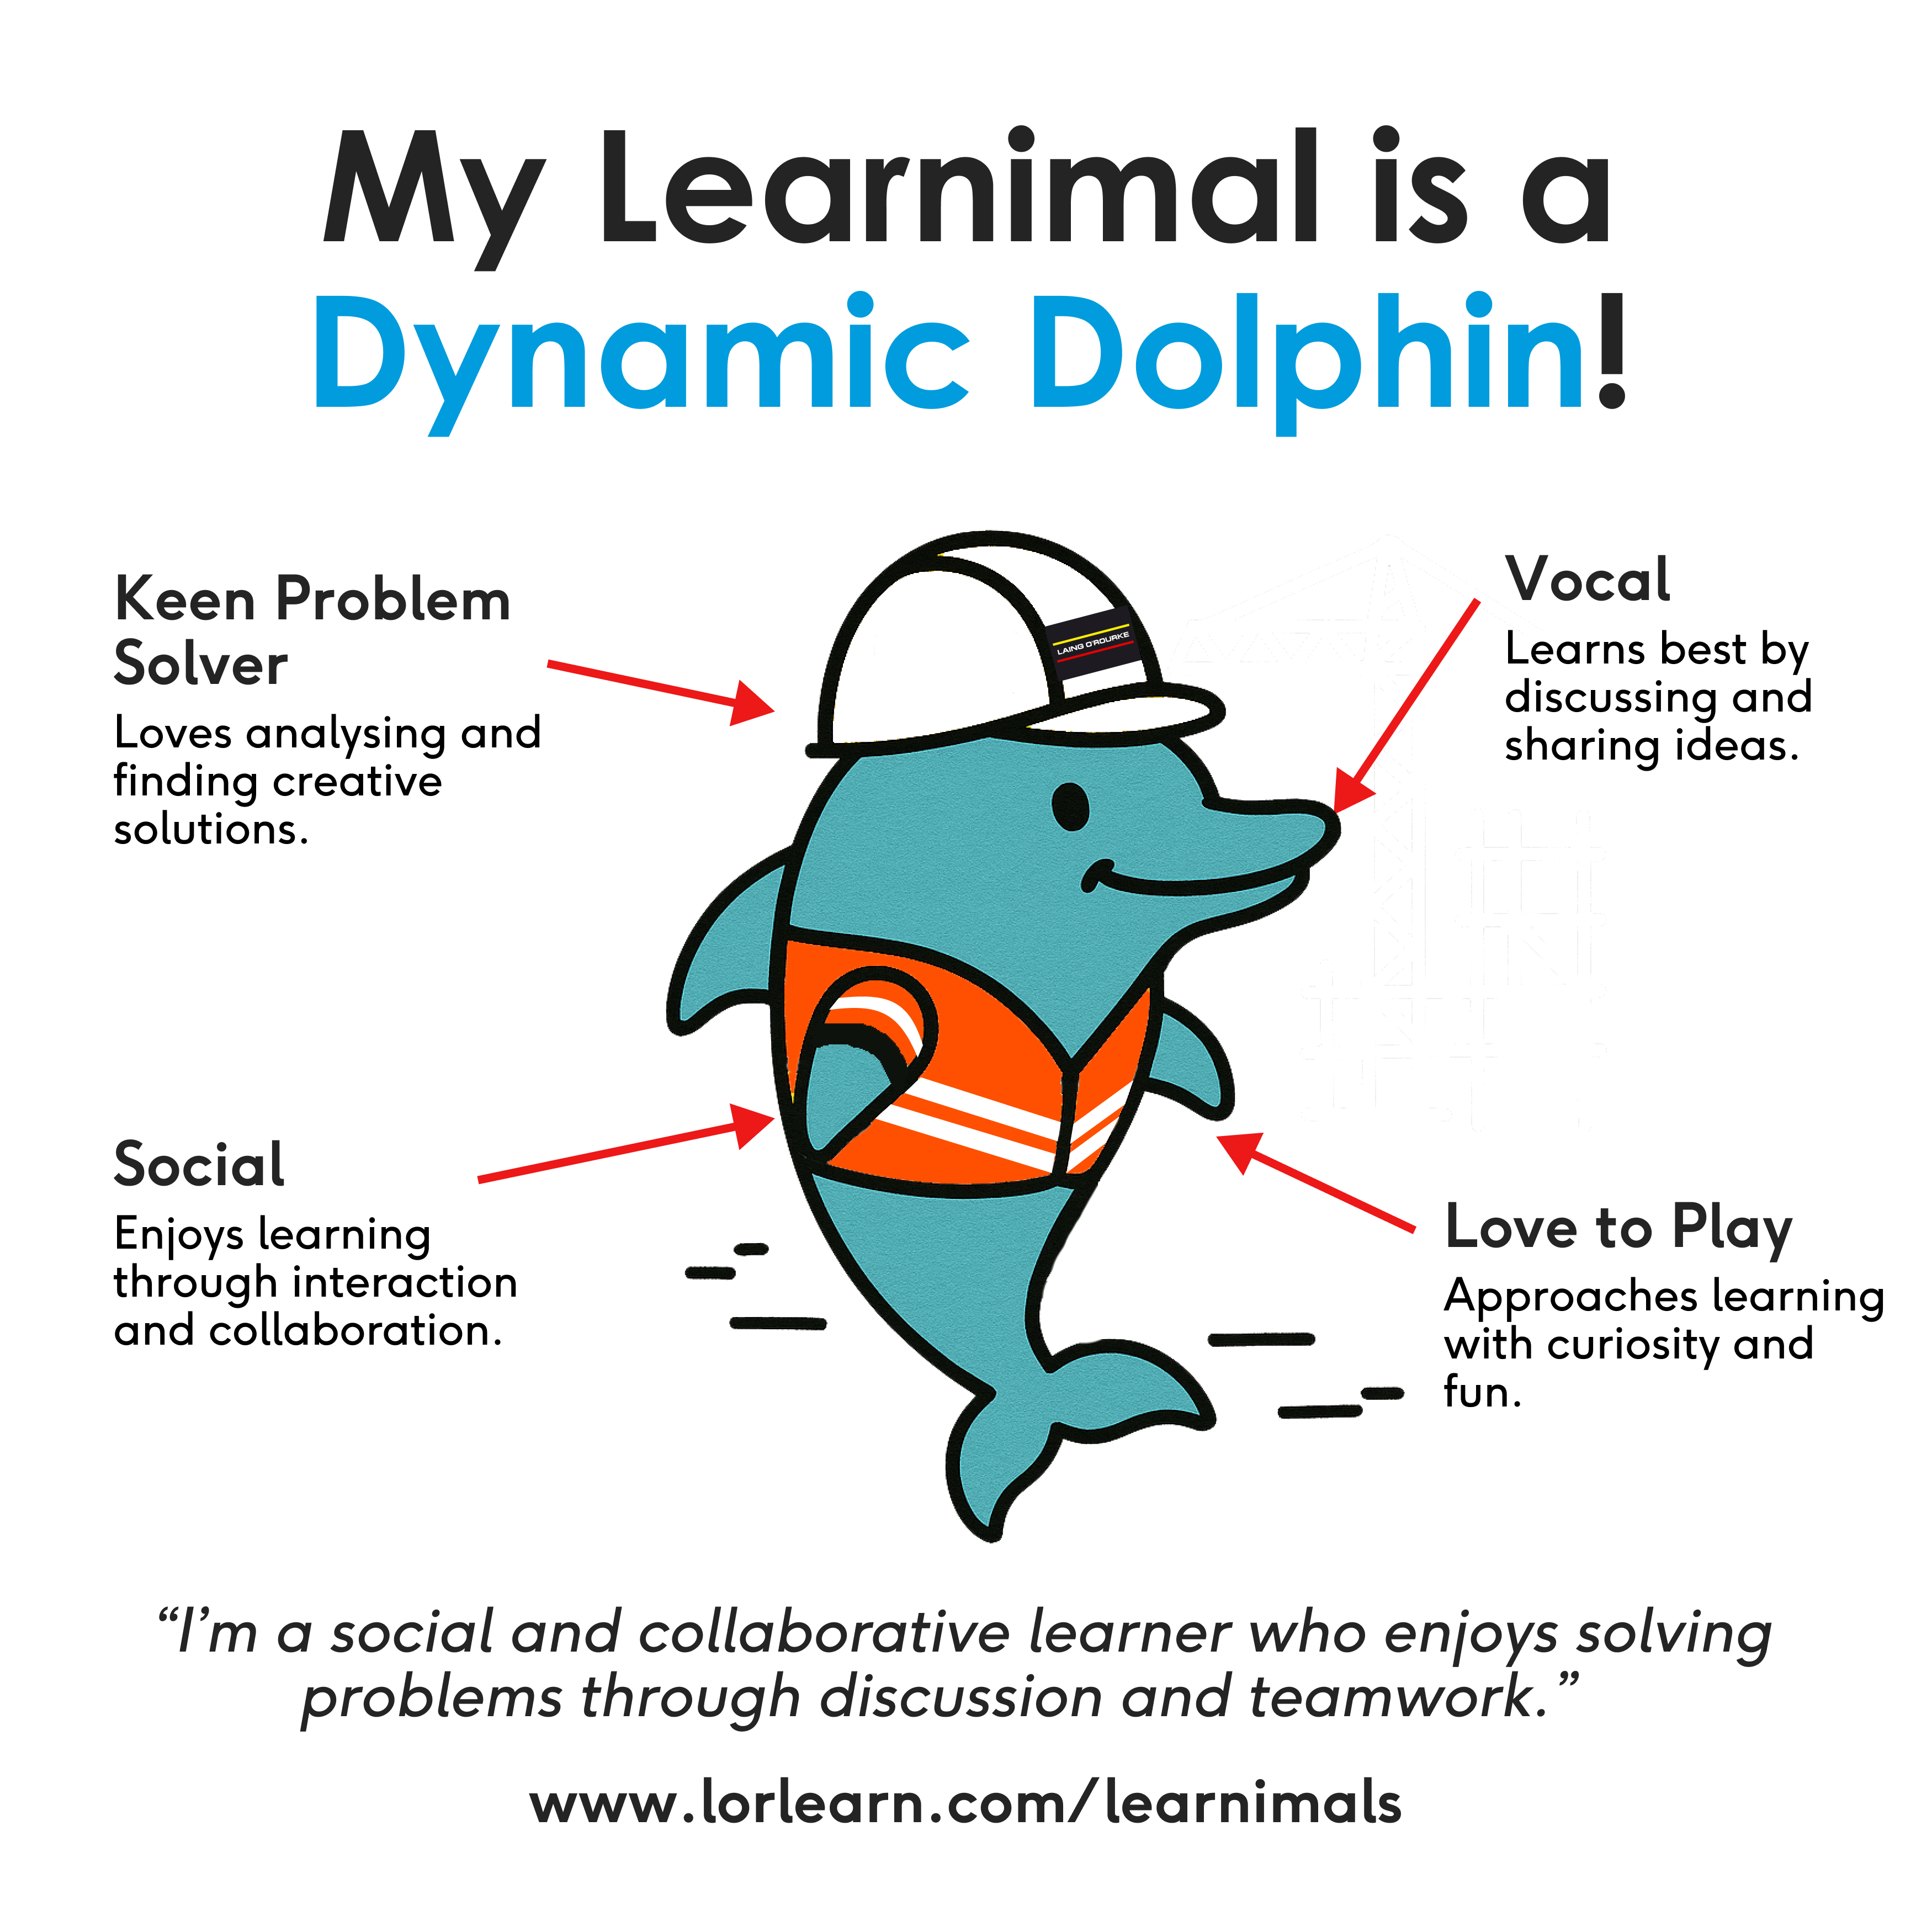 My Learnimal is a
Dynamic Dolphin!
Keen Problem
Solver
Loves analysing and
finding creative
solutions.
LAING O'ROURKE
Vocal
Learns best by
discussing and
sharing ideas.
Social
Enjoys learning
through interaction
and collaboration.
Love to Play
Approaches learning
with curiosity and
fun.
“I’m a social and collaborative learner who enjoys solving
problems through discussion and teamwork.”
www.lorlearn.com/learnimals